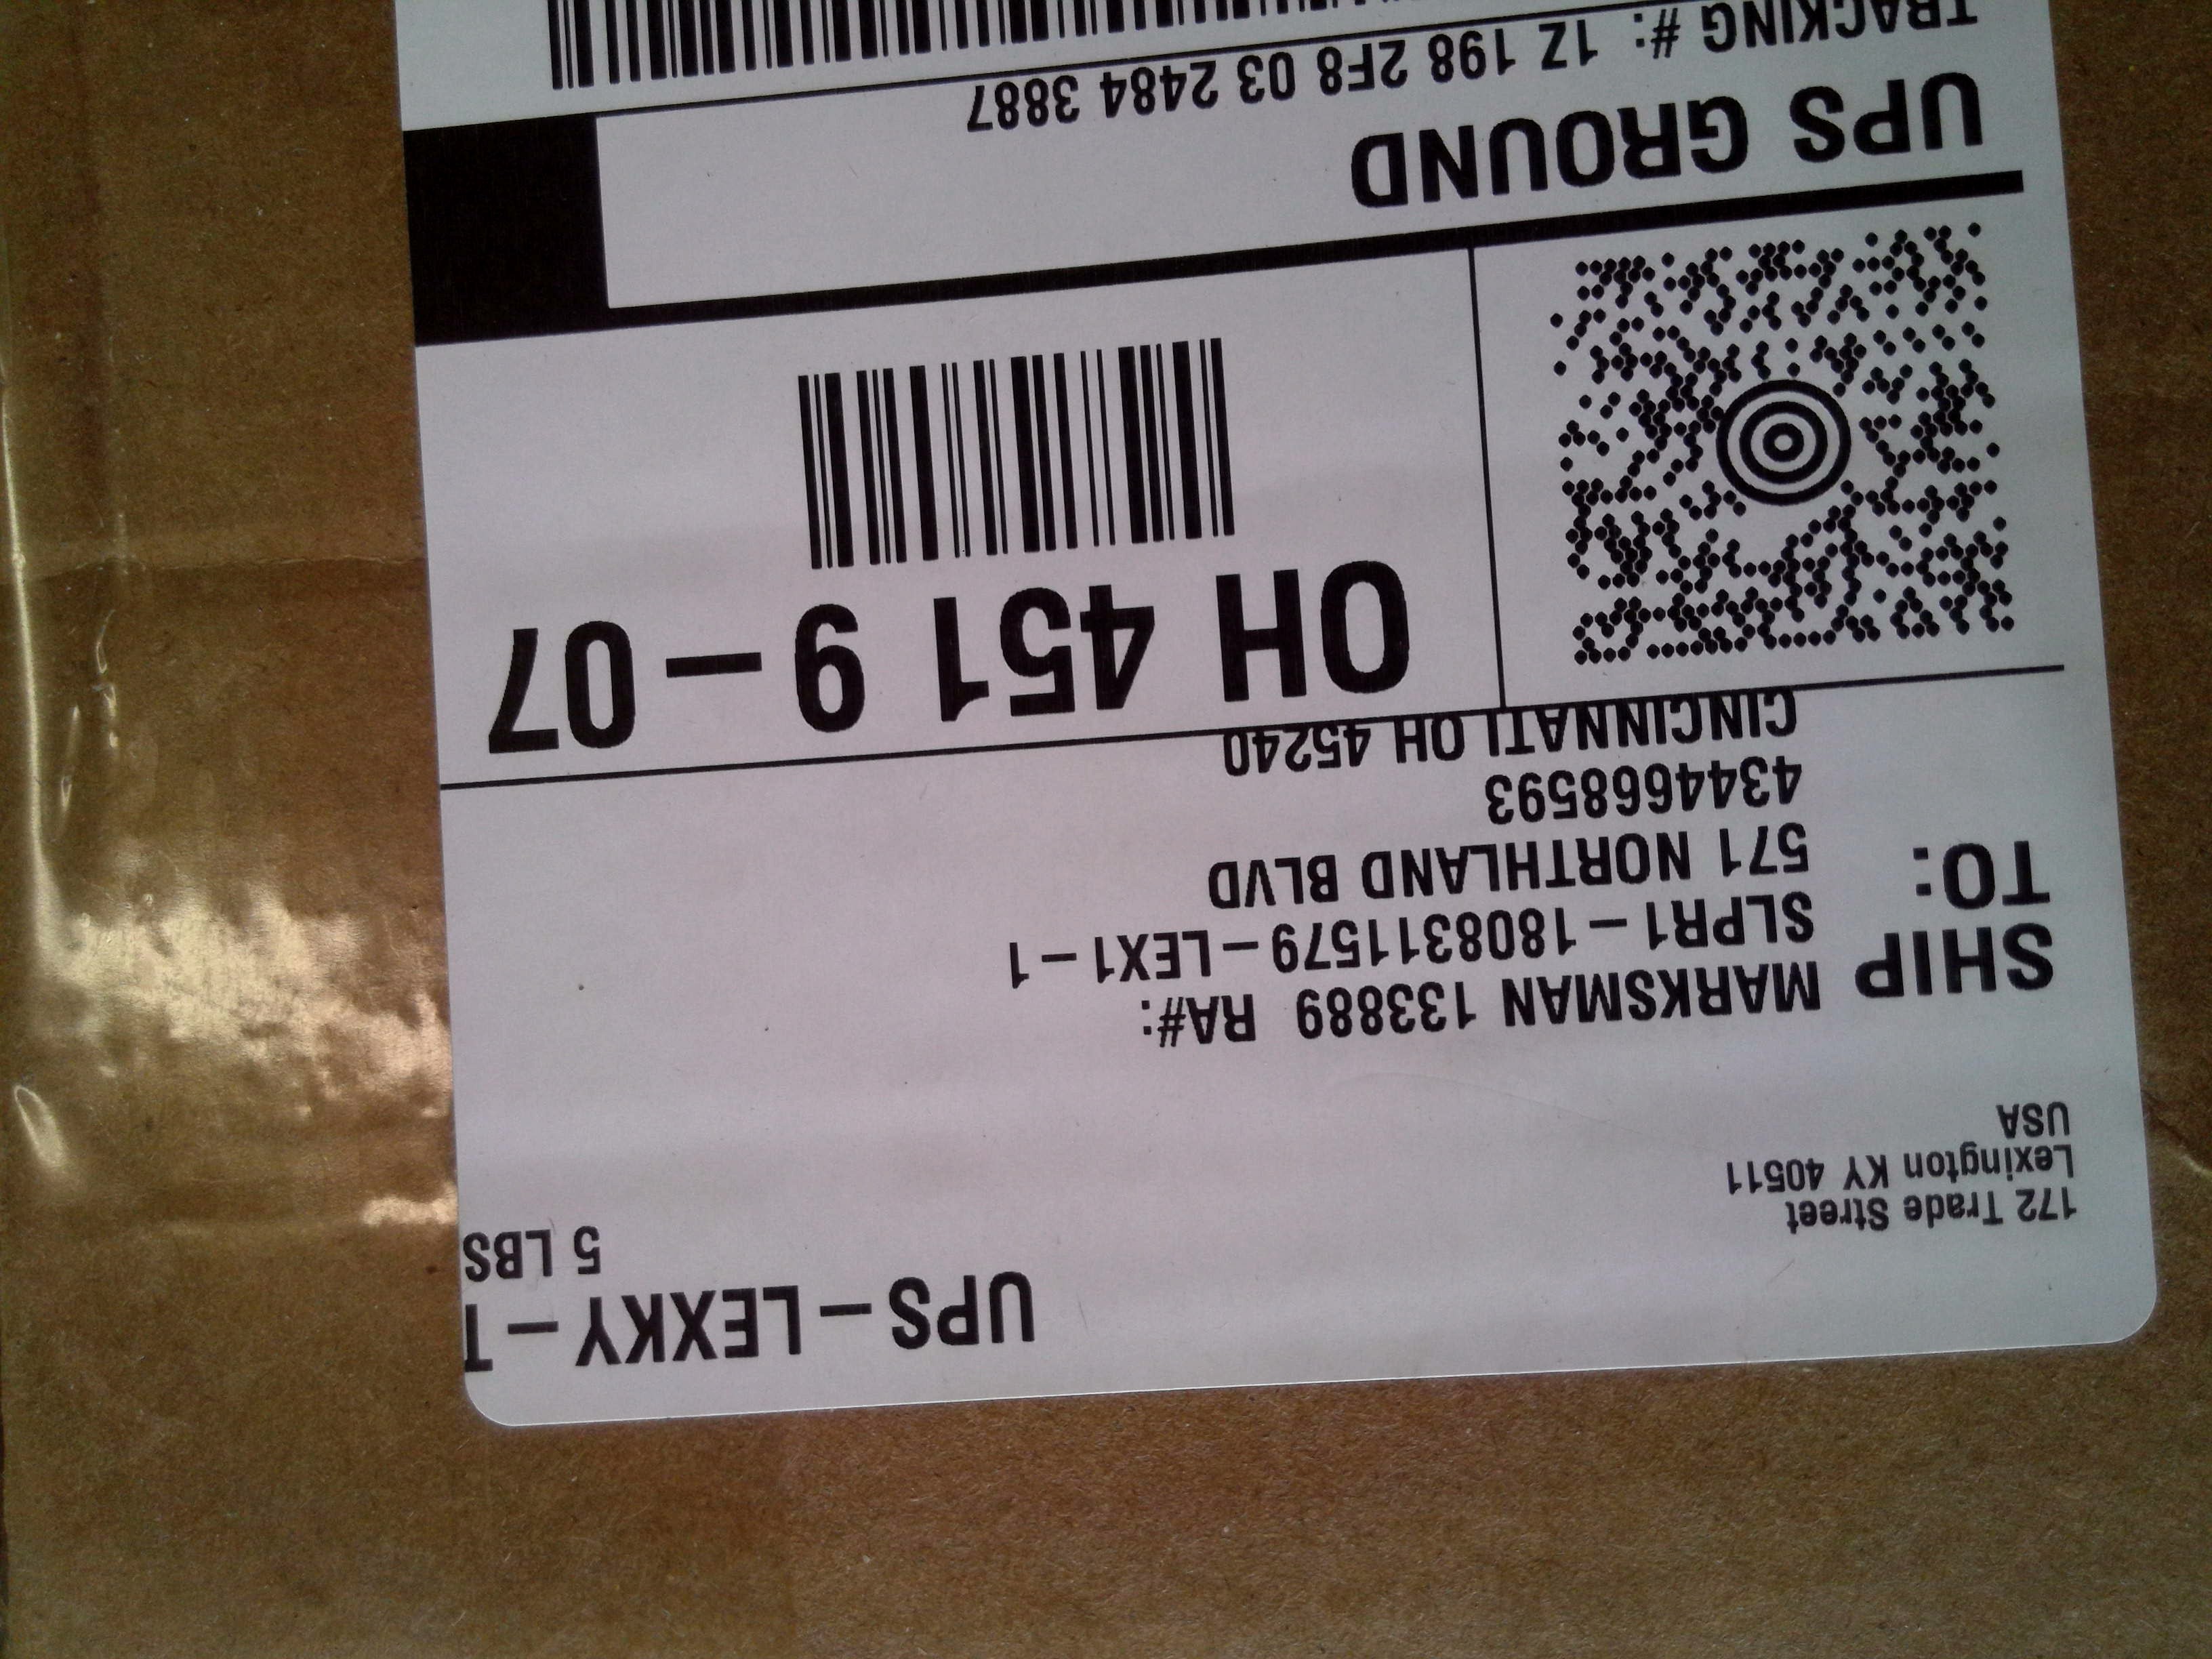 UPS-LEXKY-T
5 LBS
172 Trade Street
Lexington KY 40511
USA
SHIP
TO:
MARKSMAN 133889 RA#:
SLPR1-1808311579-LEX1-1
571 NORTHLAND BLVD
4344668593
CINCINNATI OH 45240
OH 451 9-07
UPS GROUND
TRACKING #: 1Z 198 2F8 03 2484 3887